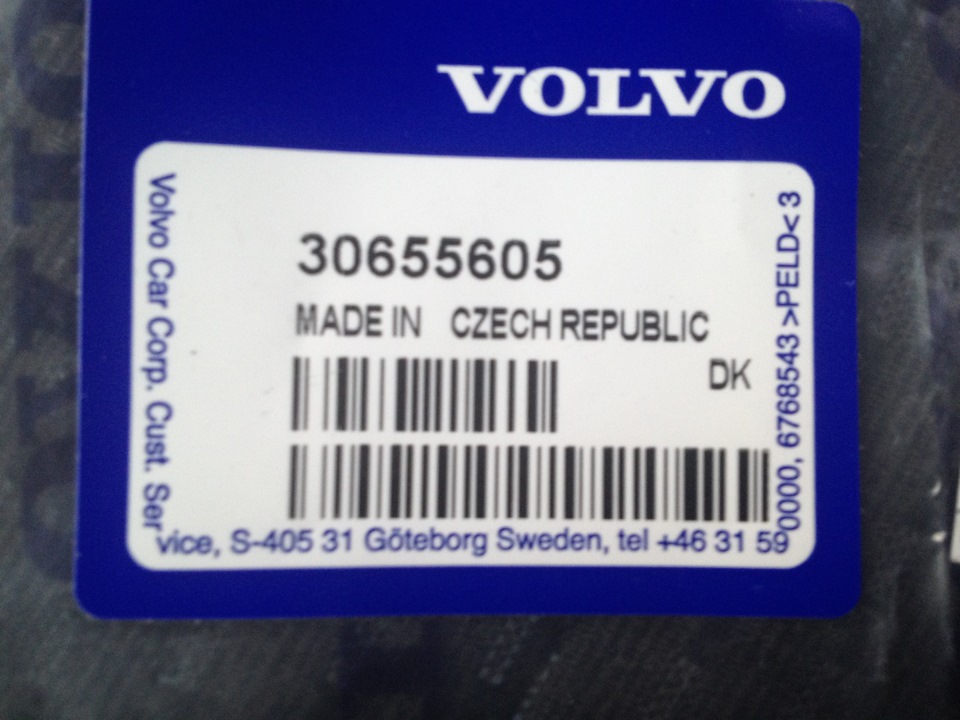 VOLVO
30655605
MADE IN CZECH REPUBLIC
DK
Volvo Car Corp. Cust. Service, S-405 31 Göteborg Sweden, tel +46 31 590000, 6768543 >PELD< 3